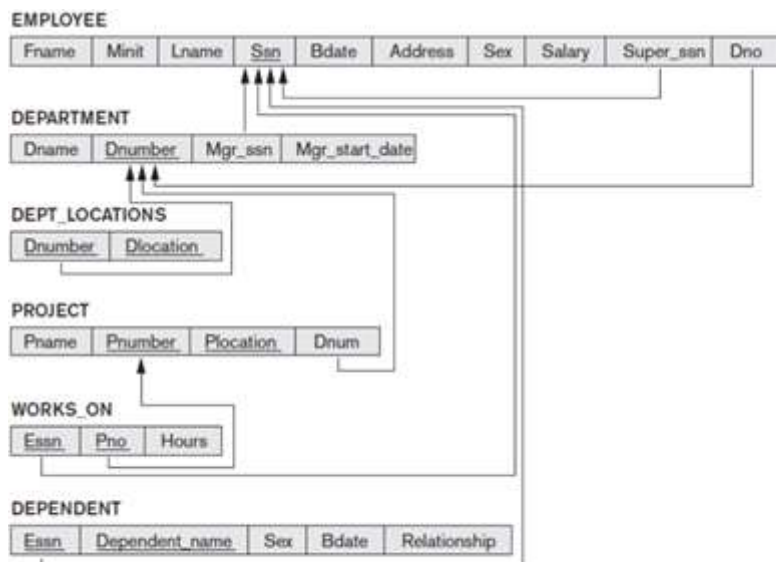 EMPLOYEE
Fname Minit Lname Ssn Bdate Address Sex Salary Super_ssn Dno
DEPARTMENT
Dname Dnumber Mgr_ssn Mgr_start_date
DEPT_LOCATIONS
Dnumber Dlocation
PROJECT
Pname Pnumber Plocation Dnum
WORKS_ON
Essn Pno Hours
DEPENDENT
Essn Dependent_name Sex Bdate Relationship